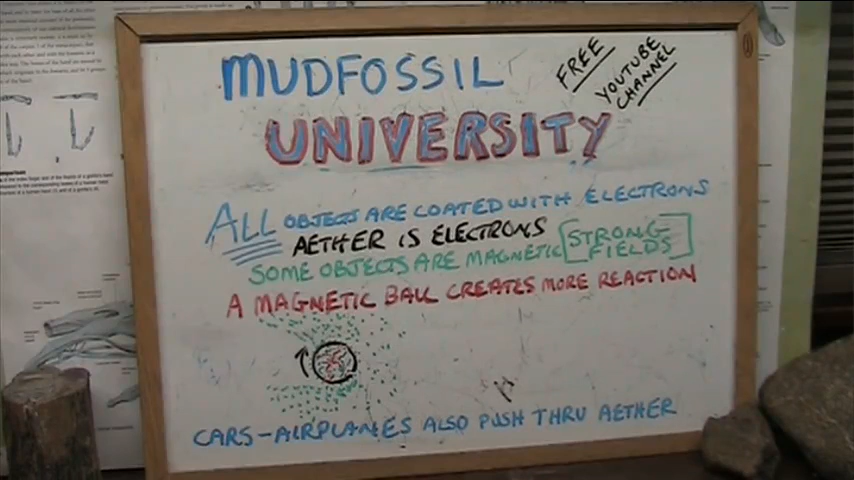 MUDFOSSIL
UNIVERSITY
FREE
YOUTUBE
CHANNEL
ALL OBJECTS ARE COATED WITH ELECTRONS
AETHER IS ELECTRONS
SOME OBJECTS ARE MAGNETIC [STRONG
FIELDS]
A MAGNETIC BALL CREATES MORE REACTION
CARS-AIRPLANES ALSO PUSH THRU AETHER